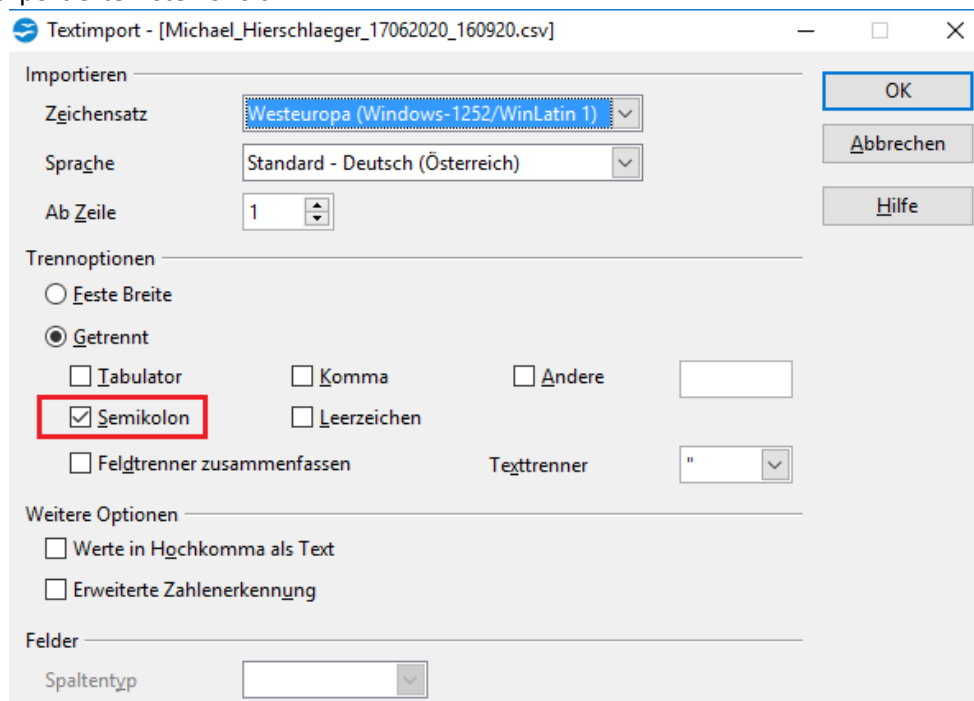 Textimport - [Michael_Hierschlaeger_17062020_160920.csv]
Importieren
OK
Zeichensatz Westeuropa (Windows-1252/WinLatin 1)
Abbrechen
Sprache Standard - Deutsch (Österreich)
Ab Zeile 1
Hilfe
Trennoptionen
Feste Breite
Getrennt
Tabulator Komma Andere
Semikolon Leerzeichen
Feldtrenner zusammenfassen Texttrenner "
Weitere Optionen
Werte in Hochkomma als Text
Erweiterte Zahlenerkennung
Felder
Spaltentyp